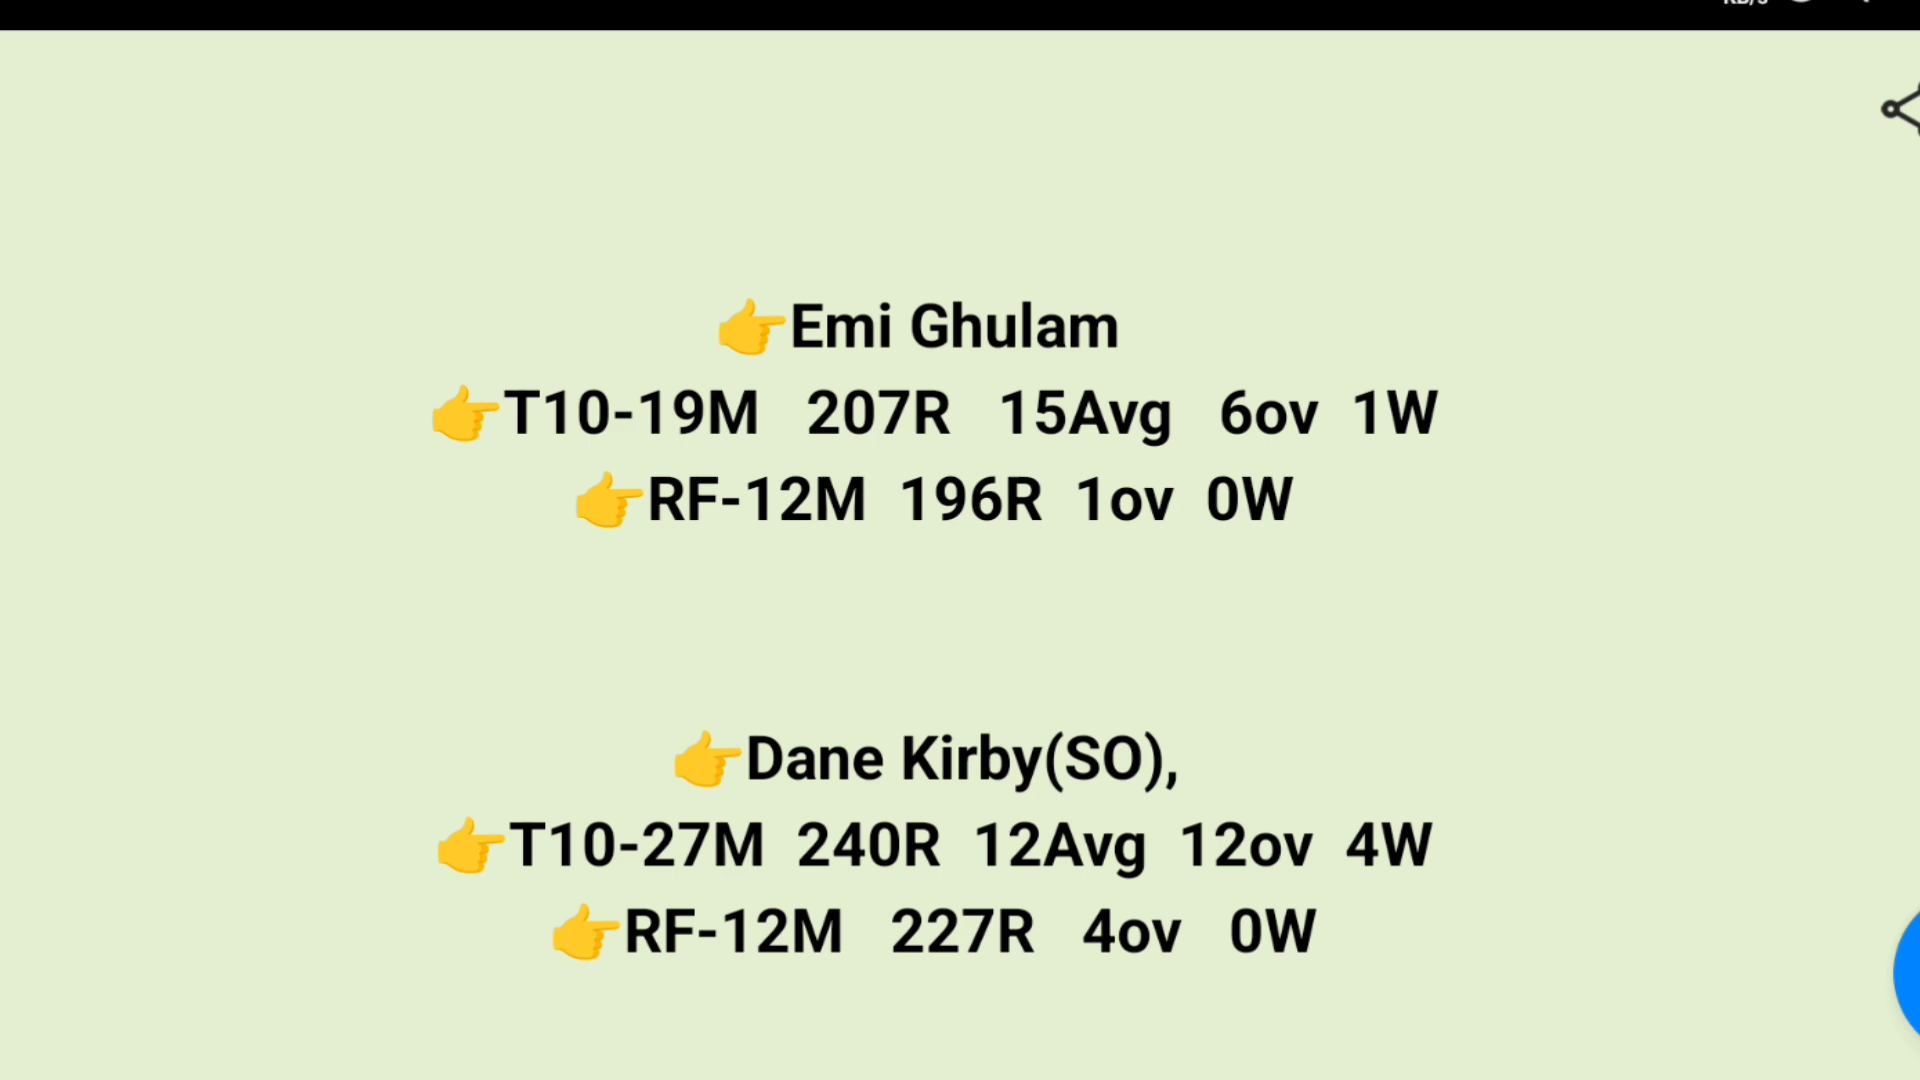 👉Emi Ghulam
👉T10-19M 207R 15Avg 6ov 1W
👉RF-12M 196R 1ov 0W
👉Dane Kirby(SO),
👉T10-27M 240R 12Avg 12ov 4W
👉RF-12M 227R 4ov 0W